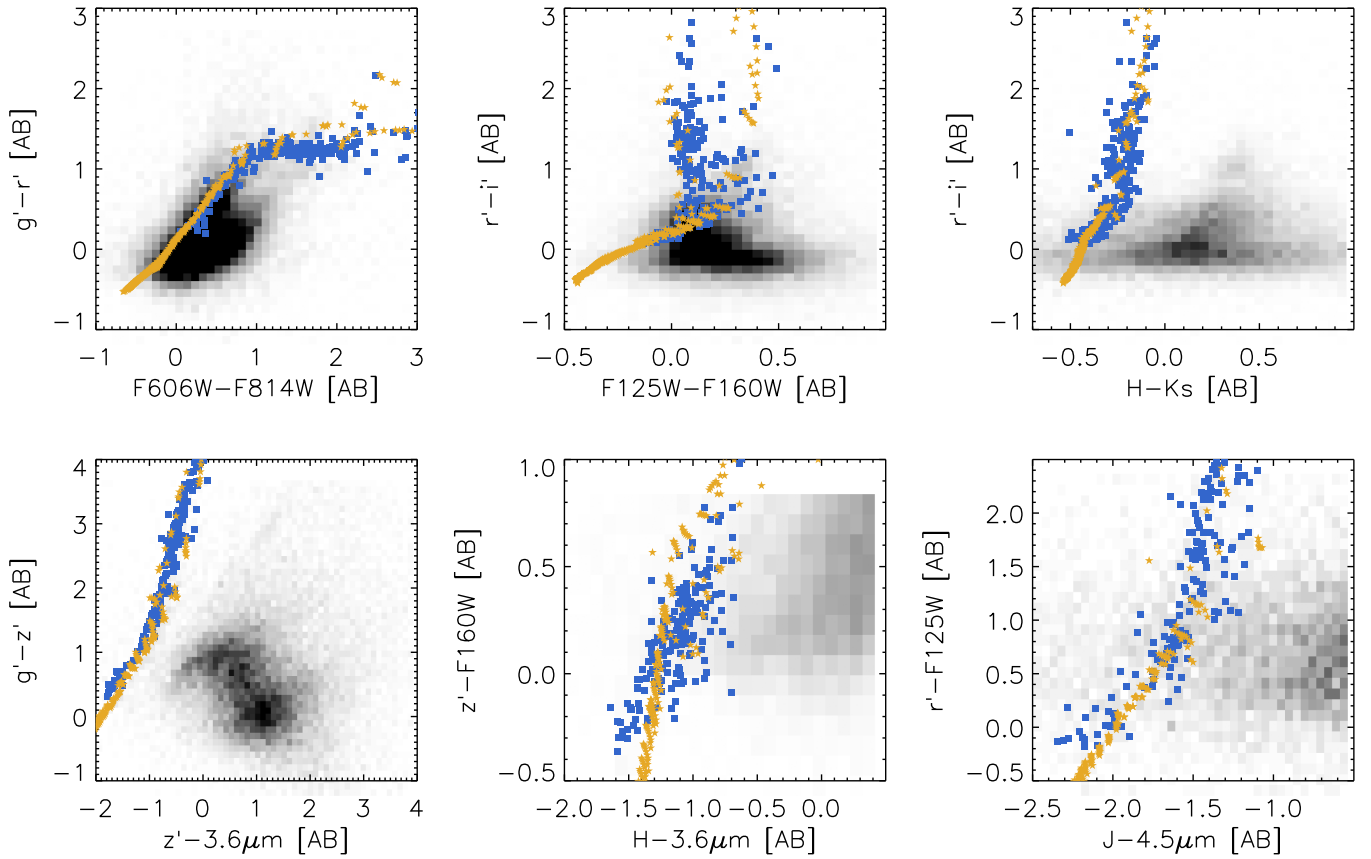 3
2
1
0
−1
g'−r' [AB]
−1 0 1 2 3
F606W−F814W [AB]
3
2
1
0
−1
r'−i' [AB]
−0.5 0.0 0.5
F125W−F160W [AB]
3
2
1
0
−1
r'−i' [AB]
−0.5 0.0 0.5
H−Ks [AB]
4
3
2
1
0
−1
g'−z' [AB]
−2 −1 0 1 2 3 4
z'−3.6μm [AB]
1.0
0.5
0.0
−0.5
z'−F160W [AB]
−2.0 −1.5 −1.0 −0.5 0.0
H−3.6μm [AB]
2.0
1.5
1.0
0.5
0.0
−0.5
r'−F125W [AB]
−2.5 −2.0 −1.5 −1.0
J−4.5μm [AB]